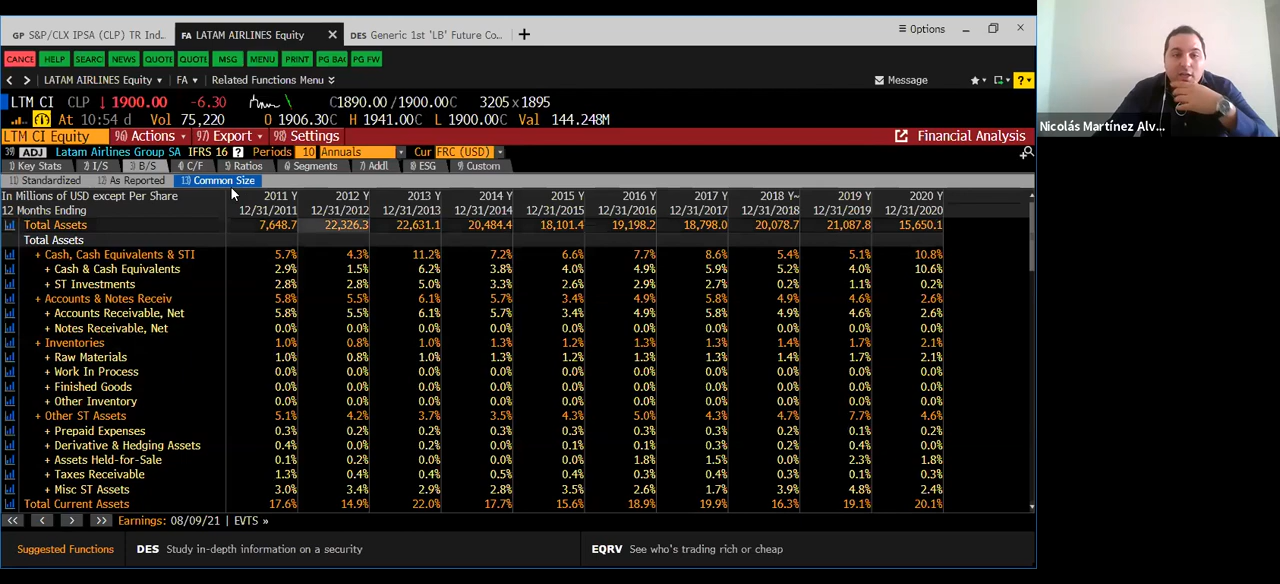 GP S&P/CLX IPSA (CLP) TR Ind... FA LATAM AIRLINES Equity × DES Generic 1st 'LB' Future Co... + Options
CANCE HELP SEARC NEWS QUOTE QUOTE MSG MENU PRINT PG BAC PG FW
< > LATAM AIRLINES Equity FA Related Functions Menu Message
LTM CI CLP ↓ 1900.00 -6.30 C1890.00 / 1900.00C 3205 x 1895
At 10:54 d Vol 75,220 O 1906.30C H 1941.00C L 1900.00C Val 144.248M
LTM CI Equity 96) Actions 97) Export 98) Settings Financial Analysis
39) ADJ Latam Airlines Group SA IFRS 16 ? Periods 10 Annuals Cur FRC (USD)
1) Key Stats 2) I/S 3) B/S 4) C/F 5) Ratios 6) Segments 7) Addl 8) ESG 9) Custom
11) Standardized 12) As Reported 13) Common Size
In Millions of USD except Per Share 2011 Y 2012 Y 2013 Y 2014 Y 2015 Y 2016 Y 2017 Y 2018 Y~ 2019 Y 2020 Y
12 Months Ending 12/31/2011 12/31/2012 12/31/2013 12/31/2014 12/31/2015 12/31/2016 12/31/2017 12/31/2018 12/31/2019 12/31/2020
Total Assets 7,648.7 22,326.3 22,631.1 20,484.4 18,101.4 19,198.2 18,798.0 20,078.7 21,087.8 15,650.1
Total Assets
+ Cash, Cash Equivalents & STI 5.7% 4.3% 11.2% 7.2% 6.6% 7.7% 8.6% 5.4% 5.1% 10.8%
+ Cash & Cash Equivalents 2.9% 1.5% 6.2% 3.8% 4.0% 4.9% 5.9% 5.2% 4.0% 10.6%
+ ST Investments 2.8% 2.8% 5.0% 3.3% 2.6% 2.9% 2.7% 0.2% 1.1% 0.2%
+ Accounts & Notes Receiv 5.8% 5.5% 6.1% 5.7% 3.4% 4.9% 5.8% 4.9% 4.6% 2.6%
+ Accounts Receivable, Net 5.8% 5.5% 6.1% 5.7% 3.4% 4.9% 5.8% 4.9% 4.6% 2.6%
+ Notes Receivable, Net 0.0% 0.0% 0.0% 0.0% 0.0% 0.0% 0.0% 0.0% 0.0% 0.0%
+ Inventories 1.0% 0.8% 1.0% 1.3% 1.2% 1.3% 1.3% 1.4% 1.7% 2.1%
+ Raw Materials 1.0% 0.8% 1.0% 1.3% 1.2% 1.3% 1.3% 1.4% 1.7% 2.1%
+ Work In Process 0.0% 0.0% 0.0% 0.0% 0.0% 0.0% 0.0% 0.0% 0.0% 0.0%
+ Finished Goods 0.0% 0.0% 0.0% 0.0% 0.0% 0.0% 0.0% 0.0% 0.0% 0.0%
+ Other Inventory 0.0% 0.0% 0.0% 0.0% 0.0% 0.0% 0.0% 0.0% 0.0% 0.0%
+ Other ST Assets 5.1% 4.2% 3.7% 3.5% 4.3% 5.0% 4.3% 4.7% 7.7% 4.6%
+ Prepaid Expenses 0.3% 0.2% 0.2% 0.3% 0.3% 0.3% 0.3% 0.2% 0.1% 0.2%
+ Derivative & Hedging Assets 0.4% 0.0% 0.2% 0.0% 0.1% 0.1% 0.3% 0.2% 0.4% 0.0%
+ Assets Held-for-Sale 0.1% 0.2% 0.0% 0.0% 0.0% 1.8% 1.5% 0.0% 2.3% 1.8%
+ Taxes Receivable 1.3% 0.4% 0.4% 0.5% 0.4% 0.3% 0.4% 0.4% 0.1% 0.3%
+ Misc ST Assets 3.0% 3.4% 2.9% 2.8% 3.5% 2.6% 1.7% 3.9% 4.8% 2.4%
Total Current Assets 17.6% 14.9% 22.0% 17.7% 15.6% 18.9% 19.9% 16.3% 19.1% 20.1%
Earnings: 08/09/21 | EVTS »
Suggested Functions DES Study in-depth information on a security EQRV See who's trading rich or cheap
Nicolás Martínez Alv...